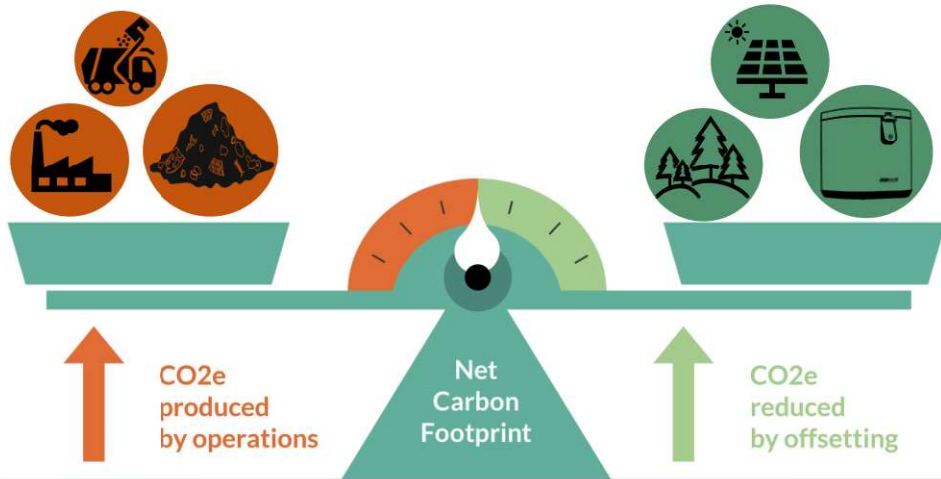 CO2e
produced
by operations
Net
Carbon
Footprint
CO2e
reduced
by offsetting